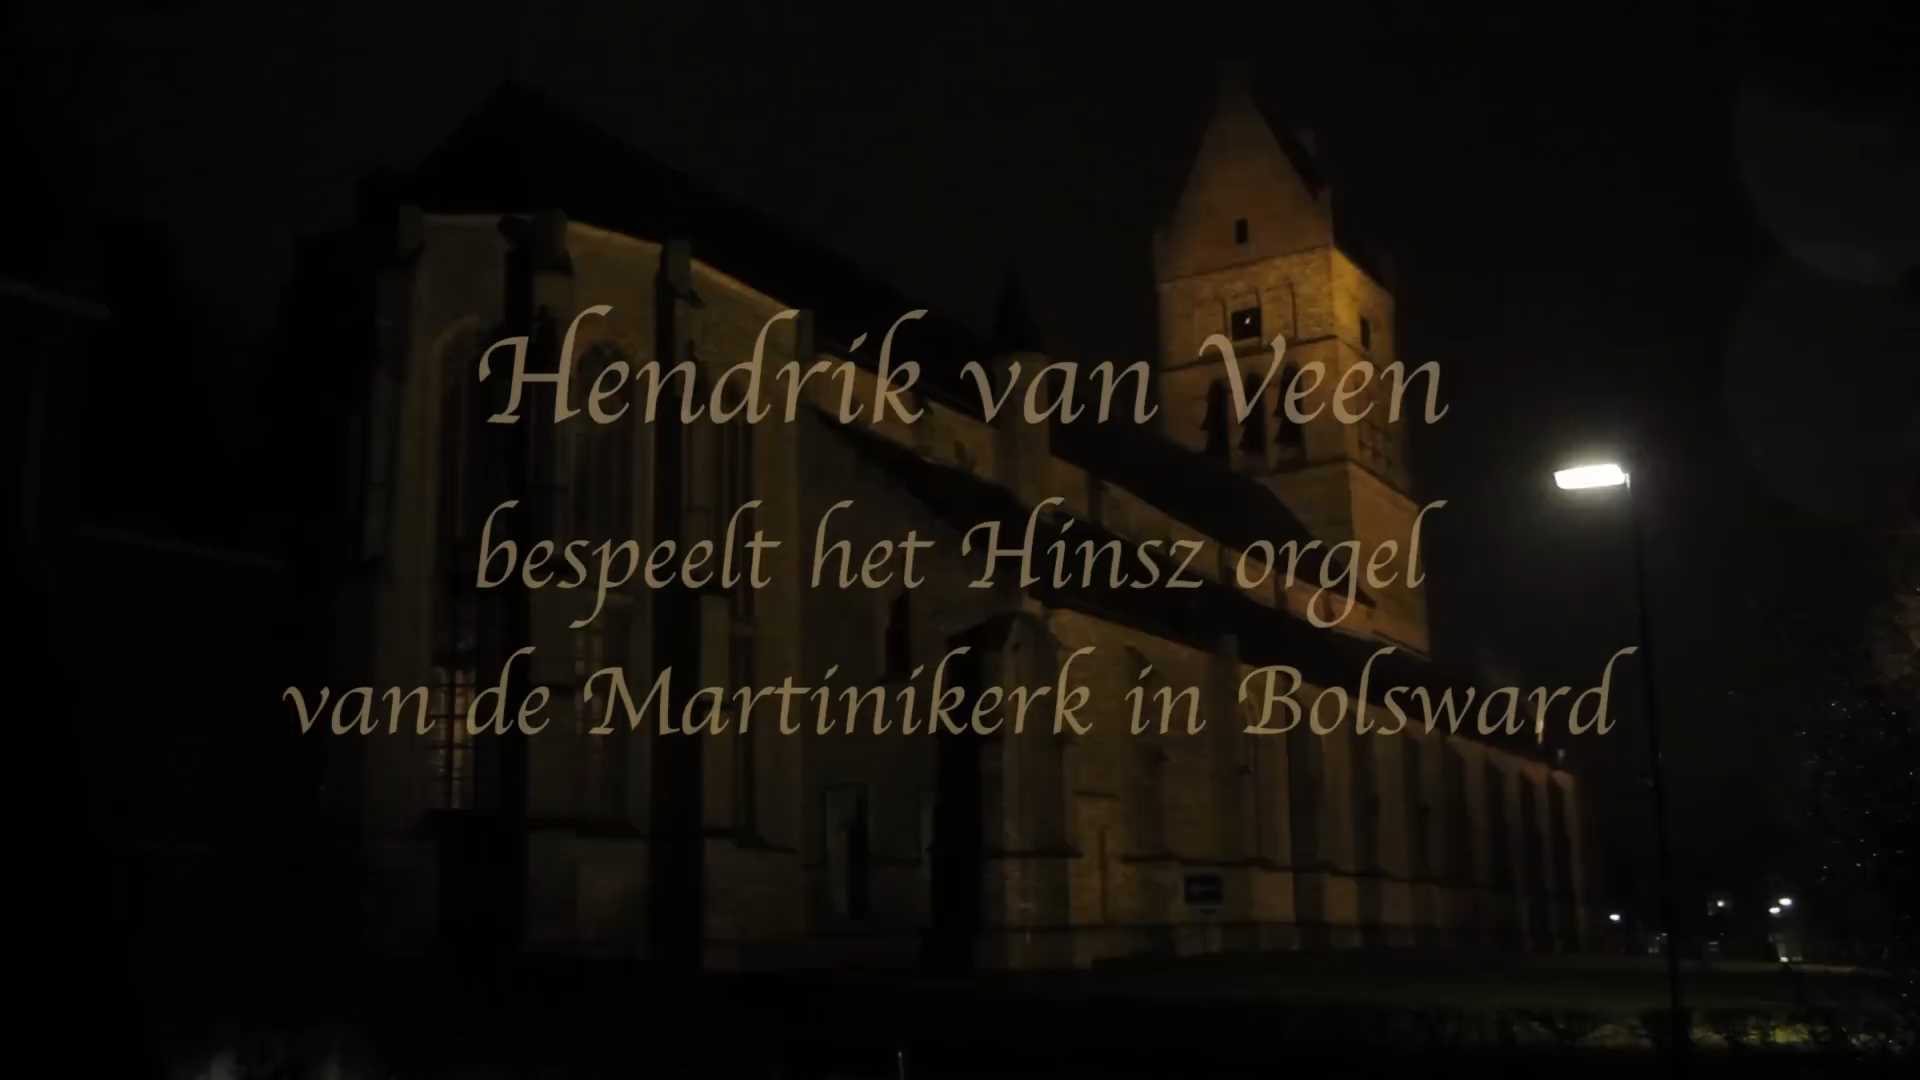 Hendrik van Veen
bespeelt het Hinsz orgel
van de Martinikerk in Bolsward